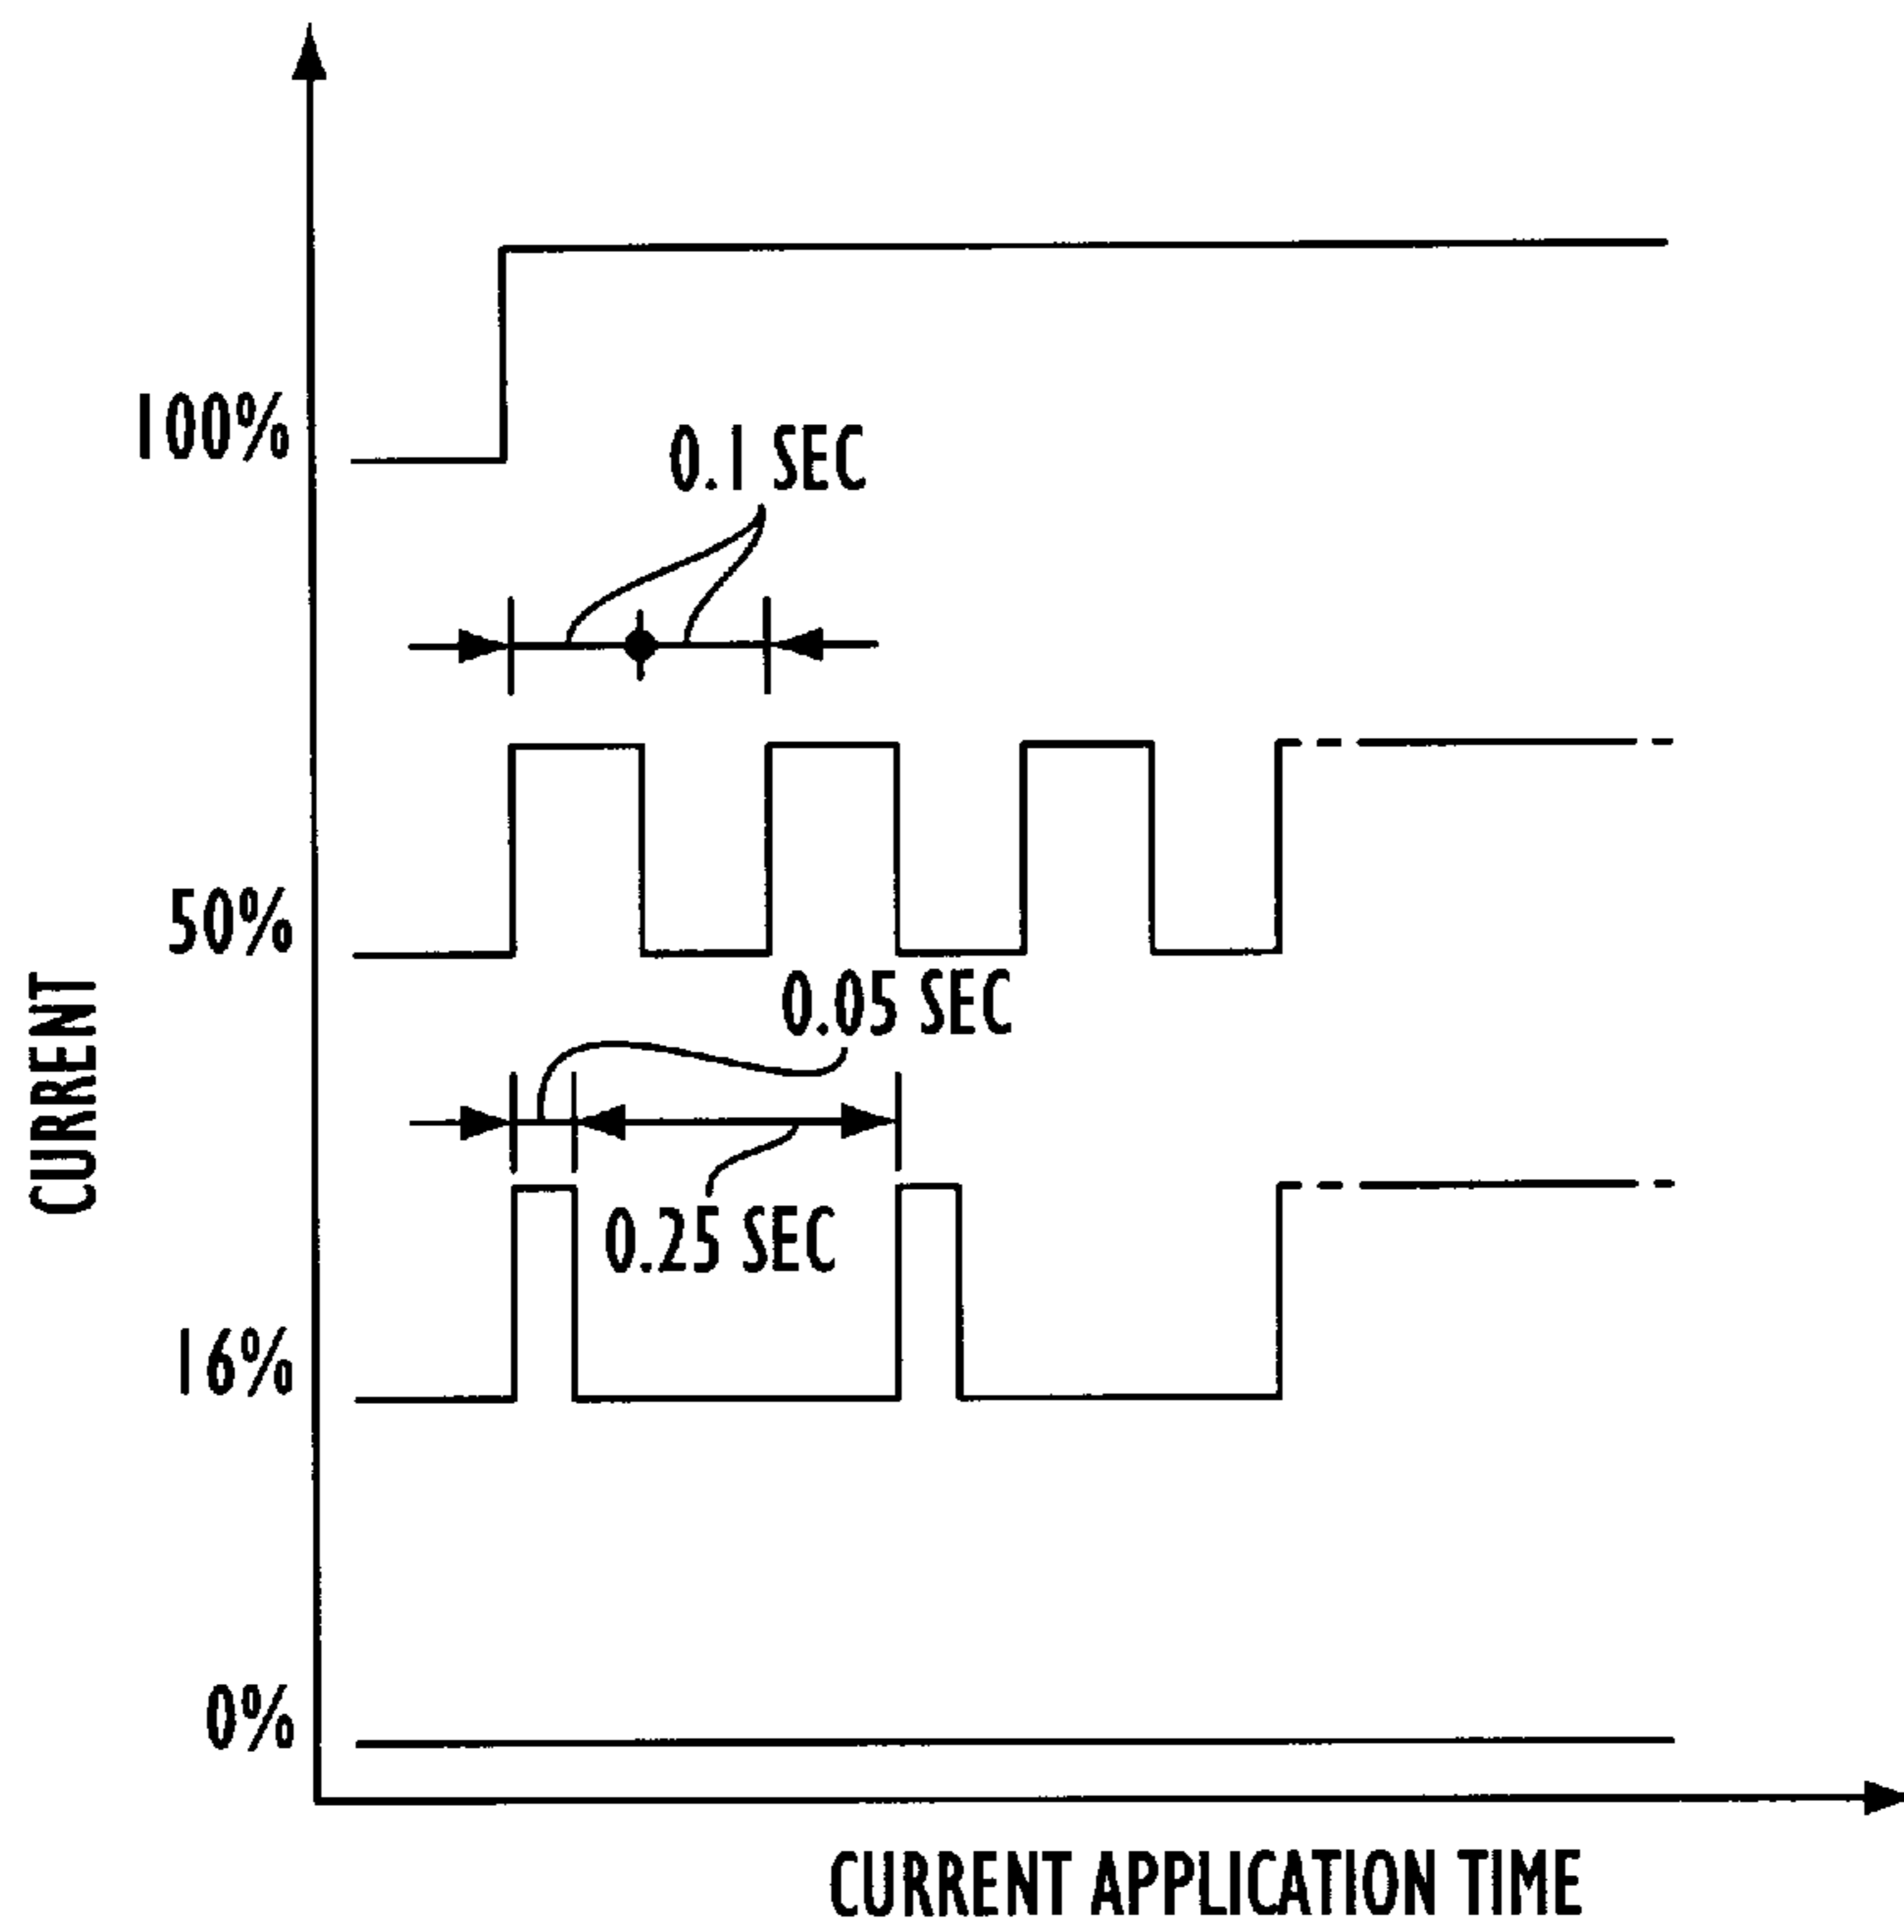 100%
0.1 SEC
50%
0.05 SEC
CURRENT
0.25 SEC
16%
0%
CURRENT APPLICATION TIME